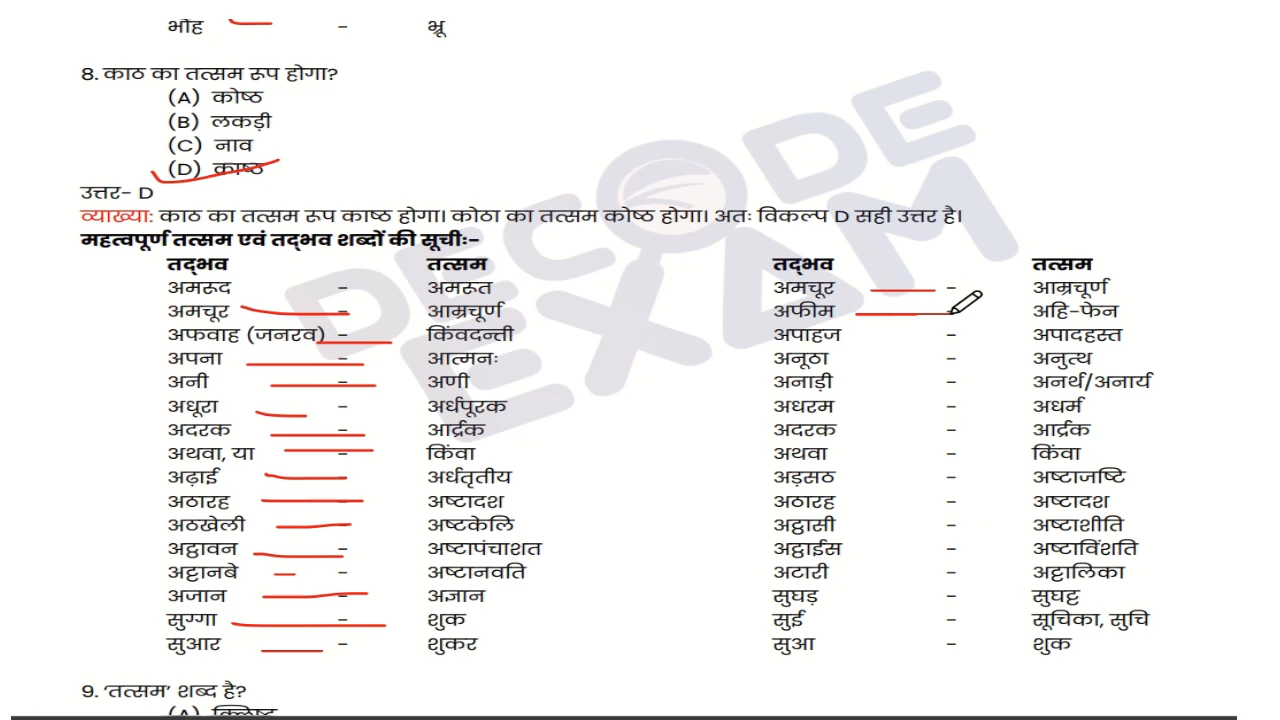 भौंह - भ्रू
8. काठ का तत्सम रूप होगा?
(A) कोष्ठ
(B) लकड़ी
(C) नाव
(D) काष्ठ
उत्तर- D
व्याख्या: काठ का तत्सम रूप काष्ठ होगा। कोठा का तत्सम कोष्ठ होगा। अतः विकल्प D सही उत्तर है।
महत्वपूर्ण तत्सम एवं तद्भव शब्दों की सूचीः-
तद्भव तत्सम तद्भव तत्सम
अमरूद - अमरूत अमचूर - आम्रचूर्ण
अमचूर - आम्रचूर्ण अफीम - अहि-फेन
अफवाह (जनरव) - किंवदन्ती अपाहज - अपादहस्त
अपना - आत्मनः अनूठा - अनुत्थ
अनी - अणी अनाड़ी - अनर्थ/अनार्य
अधूरा - अर्धपूरक अधरम - अधर्म
अदरक - आर्द्रक अदरक - आर्द्रक
अथवा, या - किंवा अथवा - किंवा
अढ़ाई - अर्धतृतीय अड़सठ - अष्टाजष्टि
अठारह - अष्टादश अठारह - अष्टादश
अठखेली - अष्टकेलि अट्ठासी - अष्टाशीति
अट्ठावन - अष्टापंचाशत अट्ठाईस - अष्टाविंशति
अट्टानबे - अष्टानवति अटारी - अट्टालिका
अजान - अज्ञान सुघड़ - सुघट्ट
सुग्गा - शुक सुई - सूचिका, सुचि
सुआर - शुकर सुआ - शुक
9. 'तत्सम' शब्द है?
(A) क्लिष्ट
DECODE
EXAM